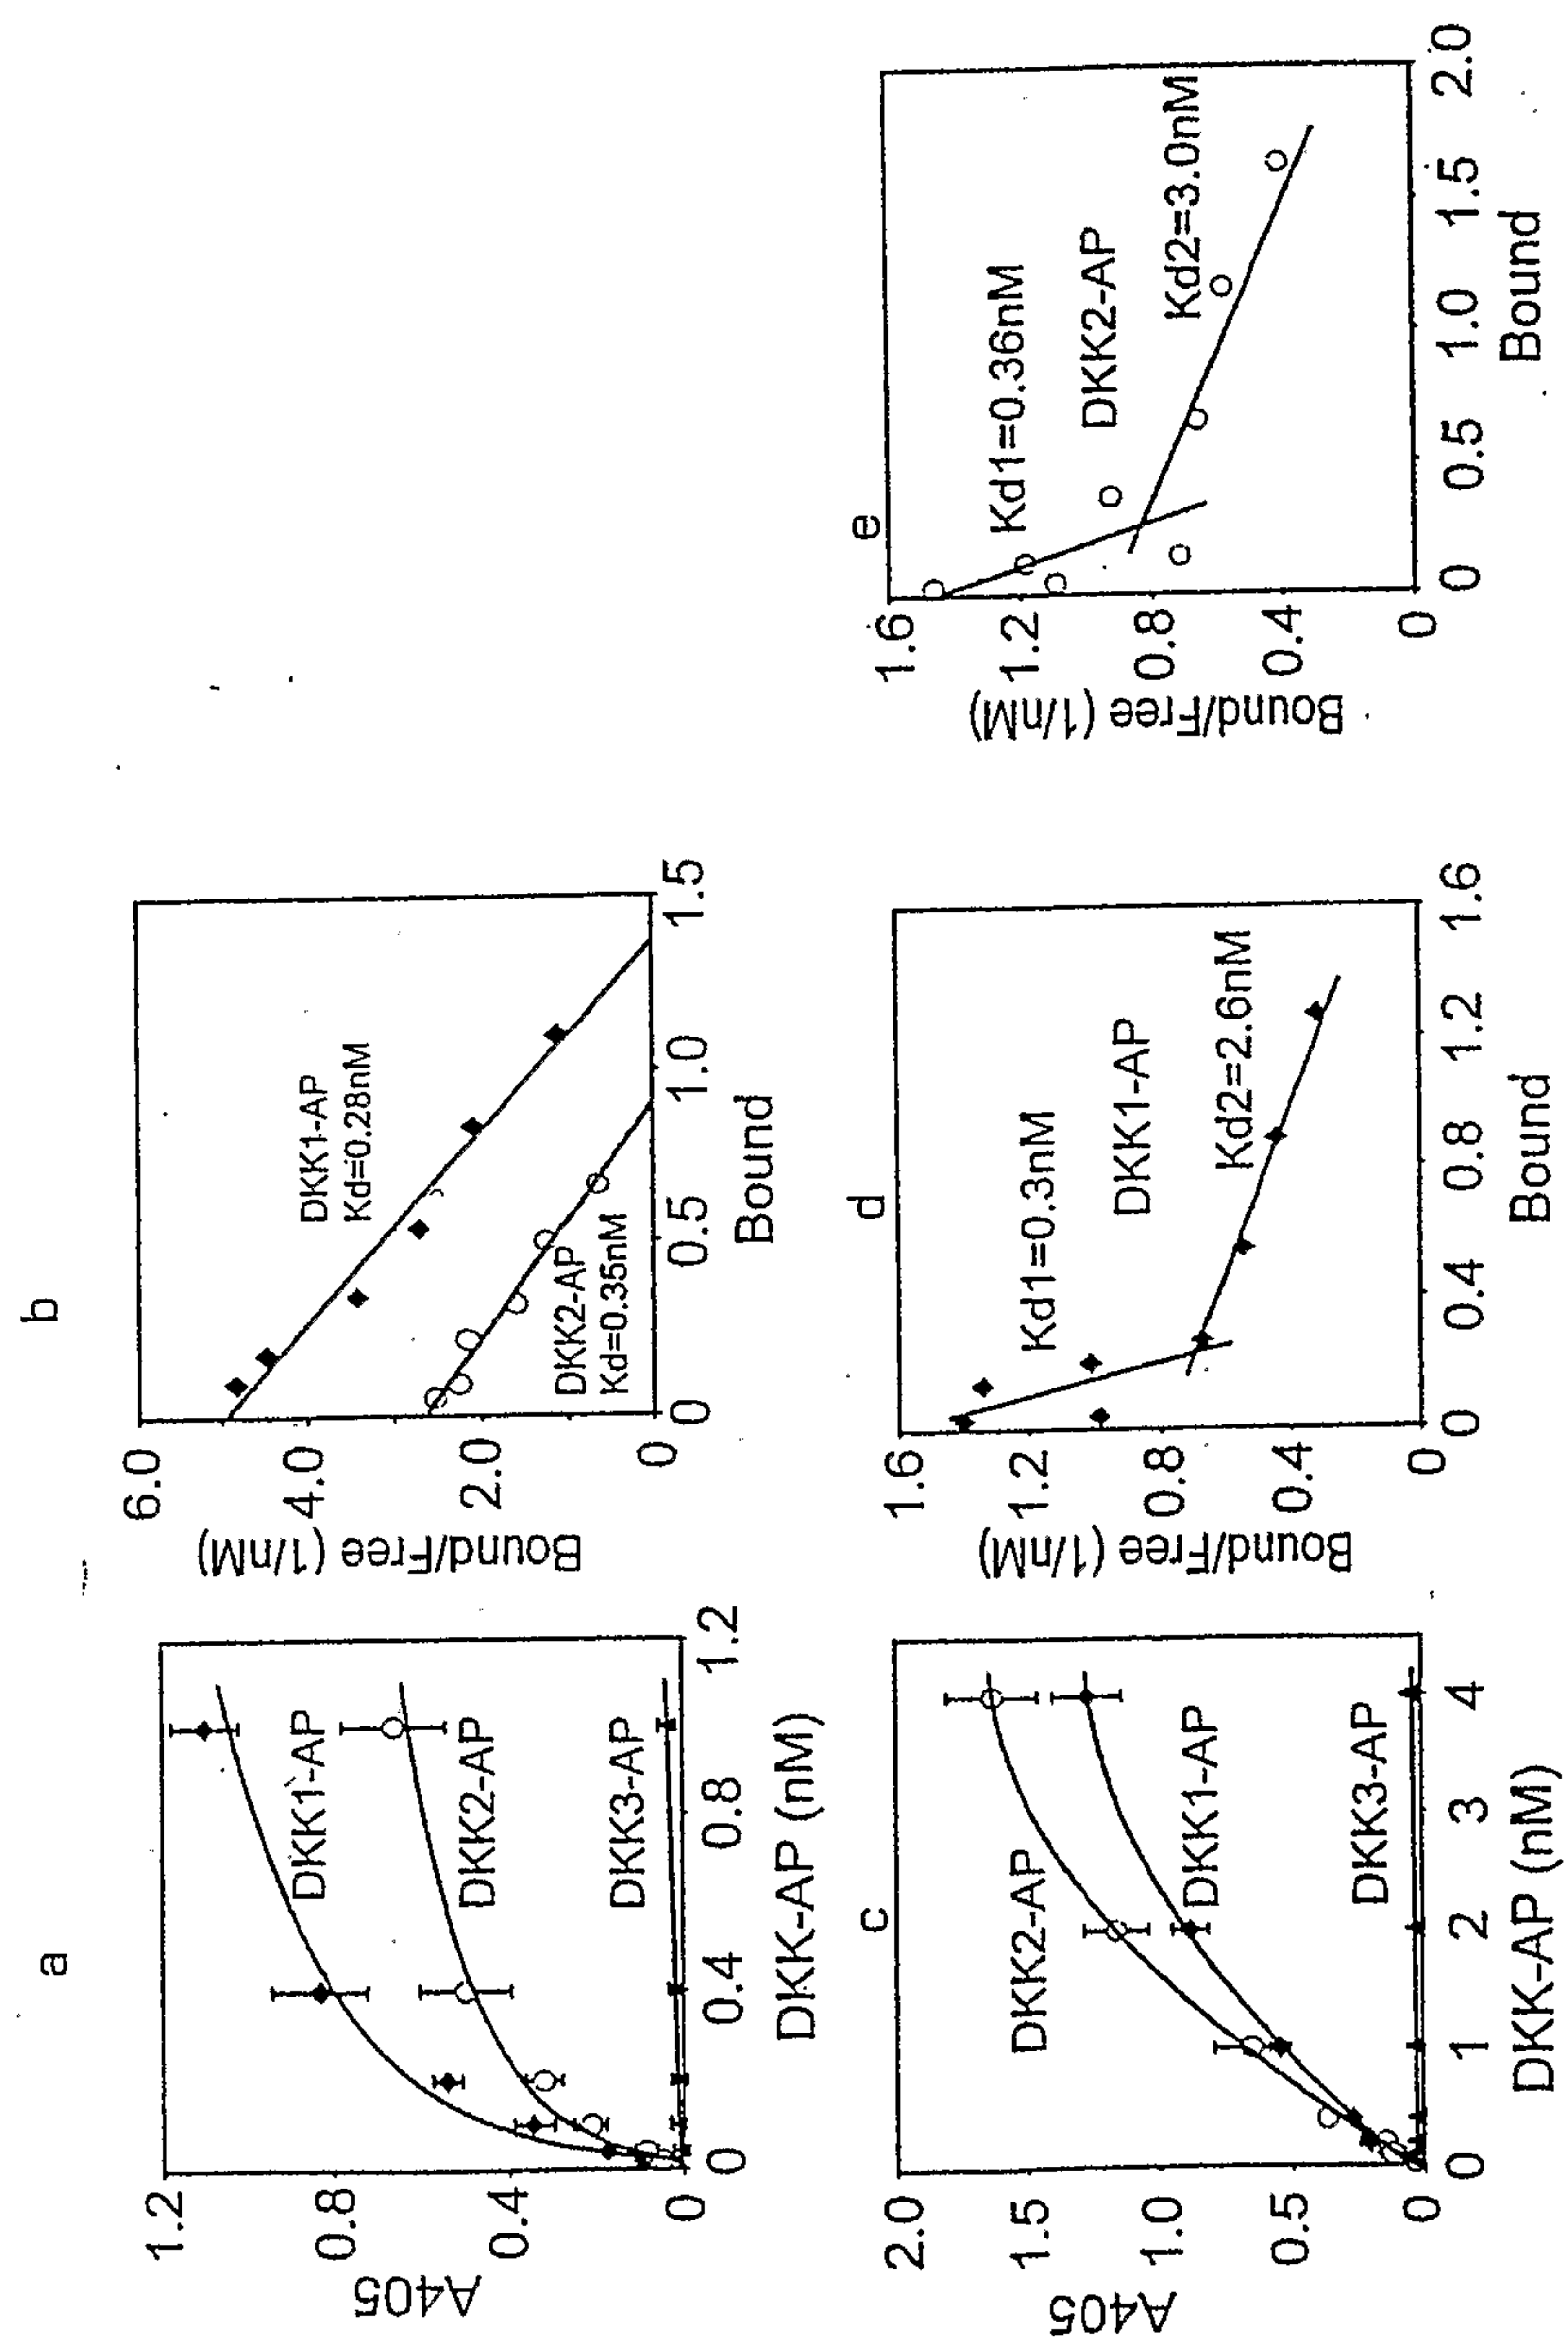 a
1.2
0.8
0.4
0
A405
DKK1-AP
DKK2-AP
DKK3-AP
0 0.4 0.8 1.2
DKK-AP (nM)
b
6.0
4.0
2.0
0
Bound/Free (1/nM)
DKK1-AP
Kd=0.28nM
DKK2-AP
Kd=0.35nM
0 0.5 1.0 1.5
Bound
c
2.0
1.5
1.0
0.5
0
A405
DKK2-AP
DKK1-AP
DKK3-AP
0 1 2 3 4
DKK-AP (nM)
d
1.6
1.2
0.8
0.4
0
Bound/Free (1/nM)
Kd1=0.3nM
DKK1-AP
Kd2=2.6nM
0 0.4 0.8 1.2 1.6
Bound
e
1.6
1.2
0.8
0.4
0
Bound/Free (1/nM)
Kd1=0.36nM
DKK2-AP
Kd2=3.0nM
0 0.5 1.0 1.5 2.0
Bound